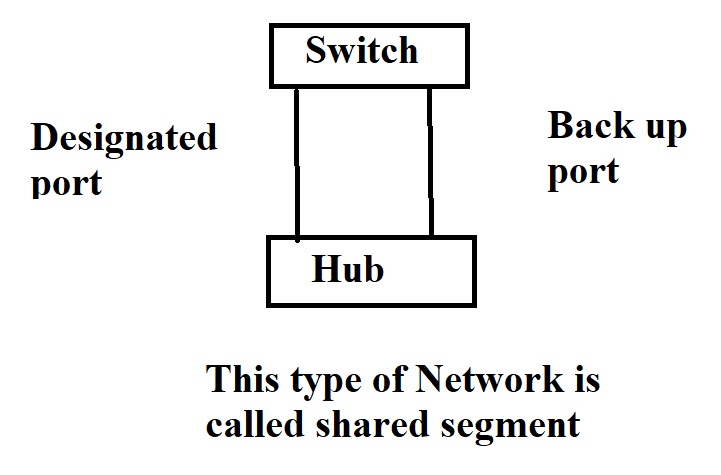 Switch
Designated
port
Back up
port
Hub
This type of Network is
called shared segment